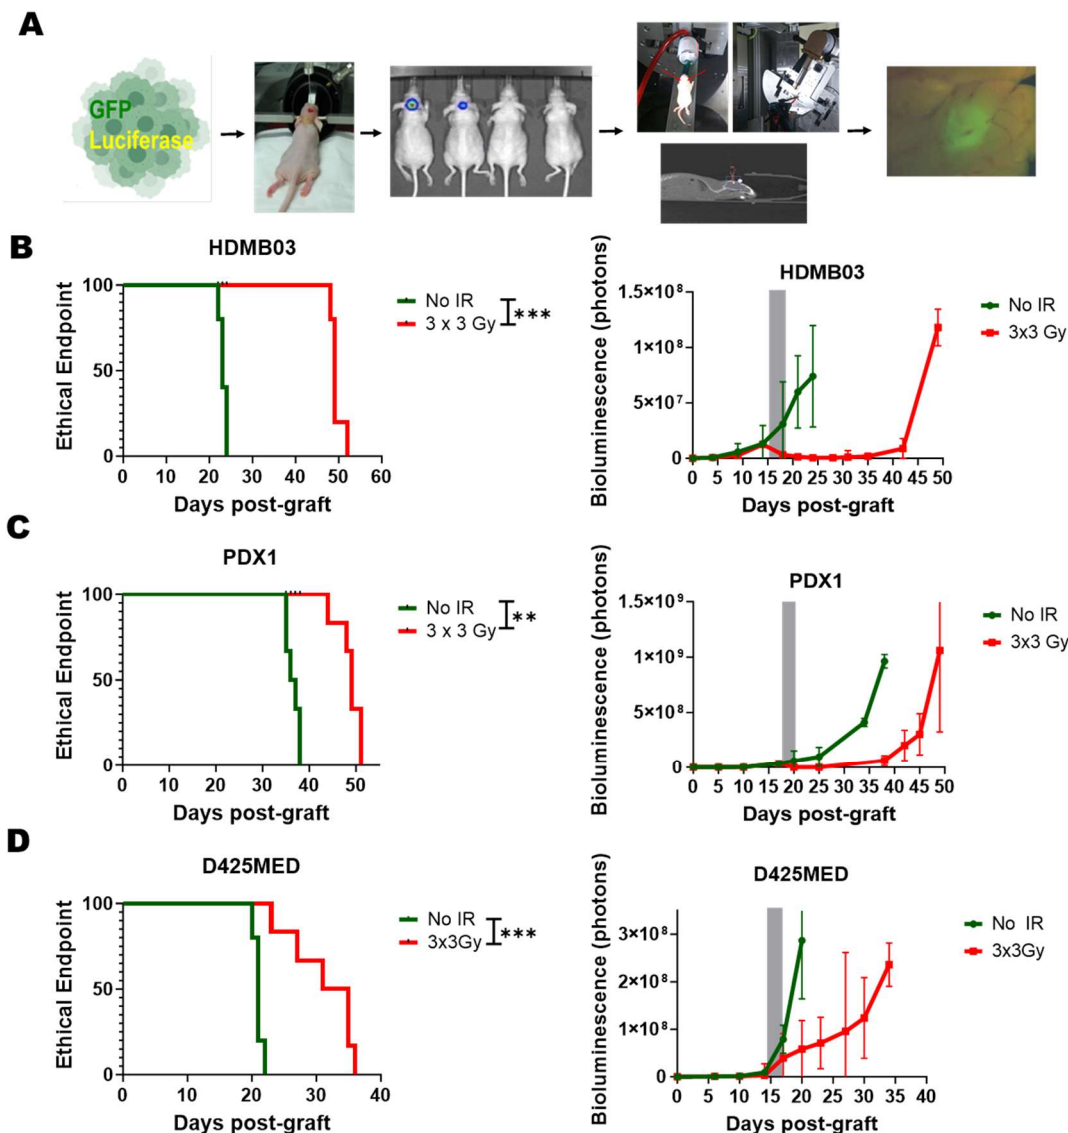 A
GFP
Luciferase
B
HDMB03
Ethical Endpoint
100
50
0
0 10 20 30 40 50 60
Days post-graft
No IR
3 x 3 Gy
***
HDMB03
Bioluminescence (photons)
1.5×10⁸
1×10⁸
5×10⁷
0
0 5 10 15 20 25 30 35 40 45 50
Days post-graft
No IR
3x3 Gy
C
PDX1
Ethical Endpoint
100
50
0
0 10 20 30 40 50
Days post-graft
No IR
3 x 3 Gy
**
PDX1
Bioluminescence (photons)
1.5×10⁹
1×10⁹
5×10⁸
0
0 5 10 15 20 25 30 35 40 45 50
Days post-graft
No IR
3x3 Gy
D
D425MED
Ethical Endpoint
100
50
0
0 10 20 30 40
Days post-graft
No IR
3x3Gy
***
D425MED
Bioluminescence (photons)
3×10⁸
2×10⁸
1×10⁸
0
0 5 10 15 20 25 30 35 40
Days post-graft
No IR
3x3Gy